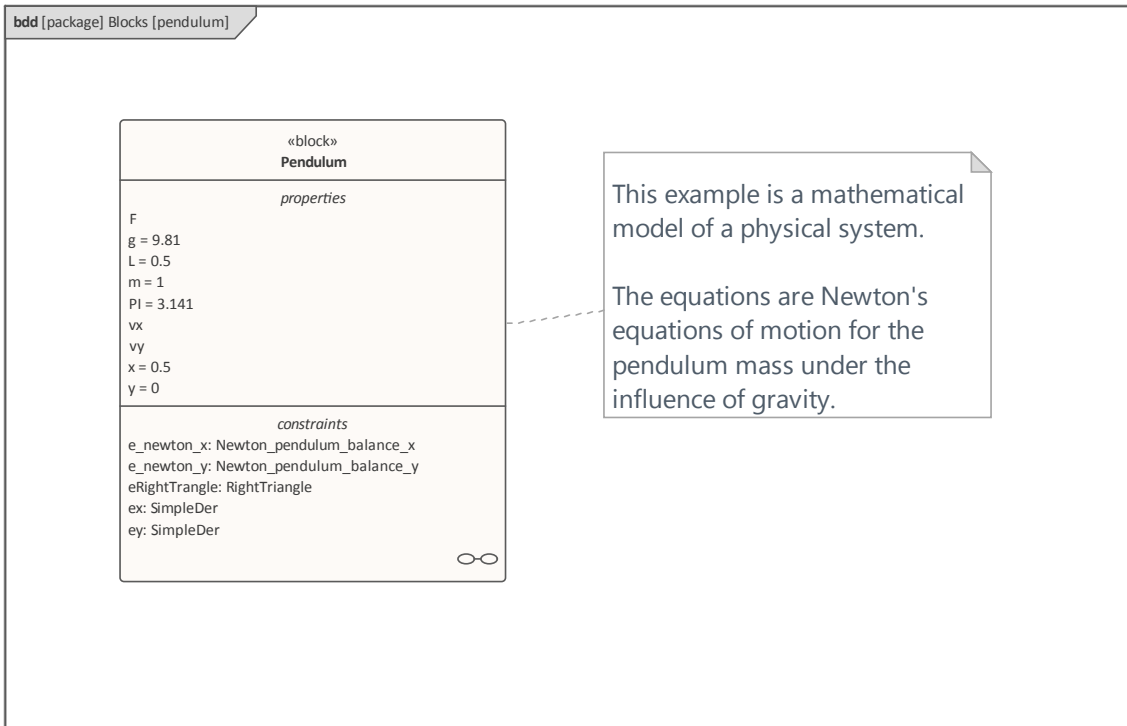 bdd [package] Blocks [pendulum]
«block»
Pendulum
properties
F
g = 9.81
L = 0.5
m = 1
PI = 3.141
vx
vy
x = 0.5
y = 0
constraints
e_newton_x: Newton_pendulum_balance_x
e_newton_y: Newton_pendulum_balance_y
eRightTrangle: RightTriangle
ex: SimpleDer
ey: SimpleDer
This example is a mathematical
model of a physical system.
The equations are Newton's
equations of motion for the
pendulum mass under the
influence of gravity.